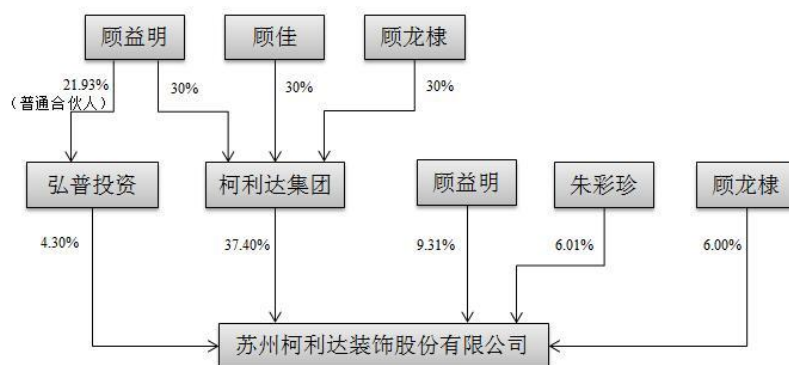 顾益明
顾佳
顾龙棣
21.93%
（普通合伙人）
30%
30%
30%
弘普投资
柯利达集团
顾益明
朱彩珍
顾龙棣
4.30%
37.40%
9.31%
6.01%
6.00%
苏州柯利达装饰股份有限公司